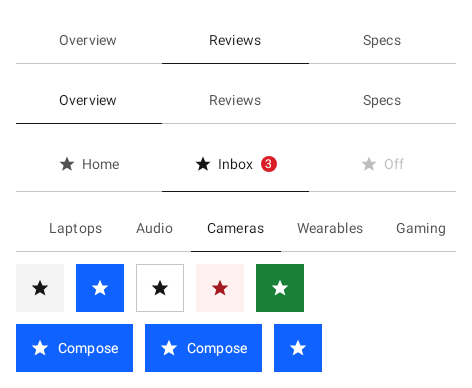 Overview Reviews Specs
Overview Reviews Specs
Home Inbox 3 Off
Laptops Audio Cameras Wearables Gaming
Compose Compose